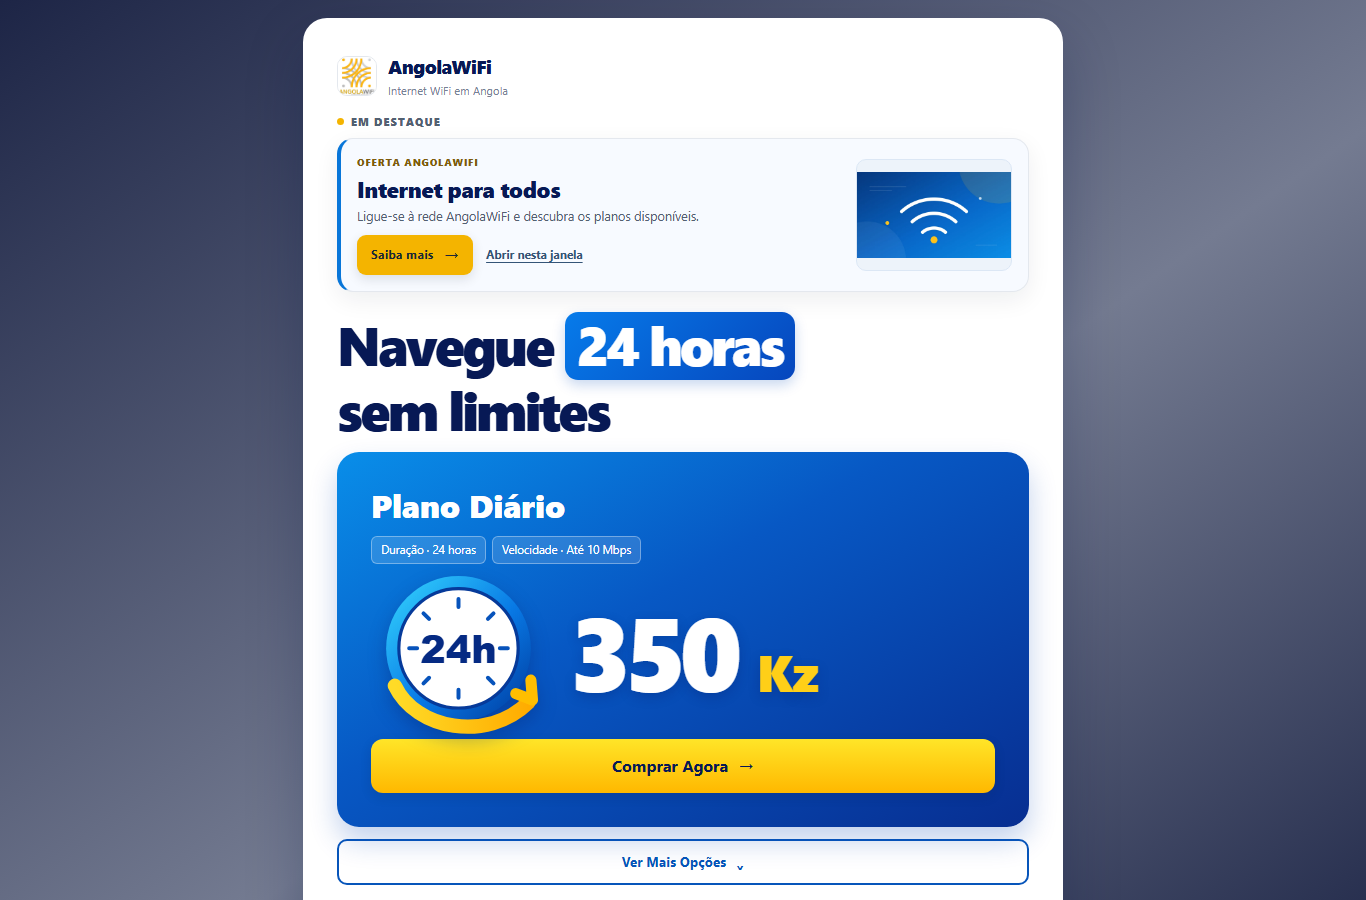 AngolaWiFi
Internet WiFi em Angola
EM DESTAQUE
OFERTA ANGOLAWIFI
Internet para todos
Ligue-se à rede AngolaWiFi e descubra os planos disponíveis.
Saiba mais →
Abrir nesta janela
Navegue 24 horas
sem limites
Plano Diário
Duração · 24 horas
Velocidade · Até 10 Mbps
24h
350 Kz
Comprar Agora →
Ver Mais Opções ⌄